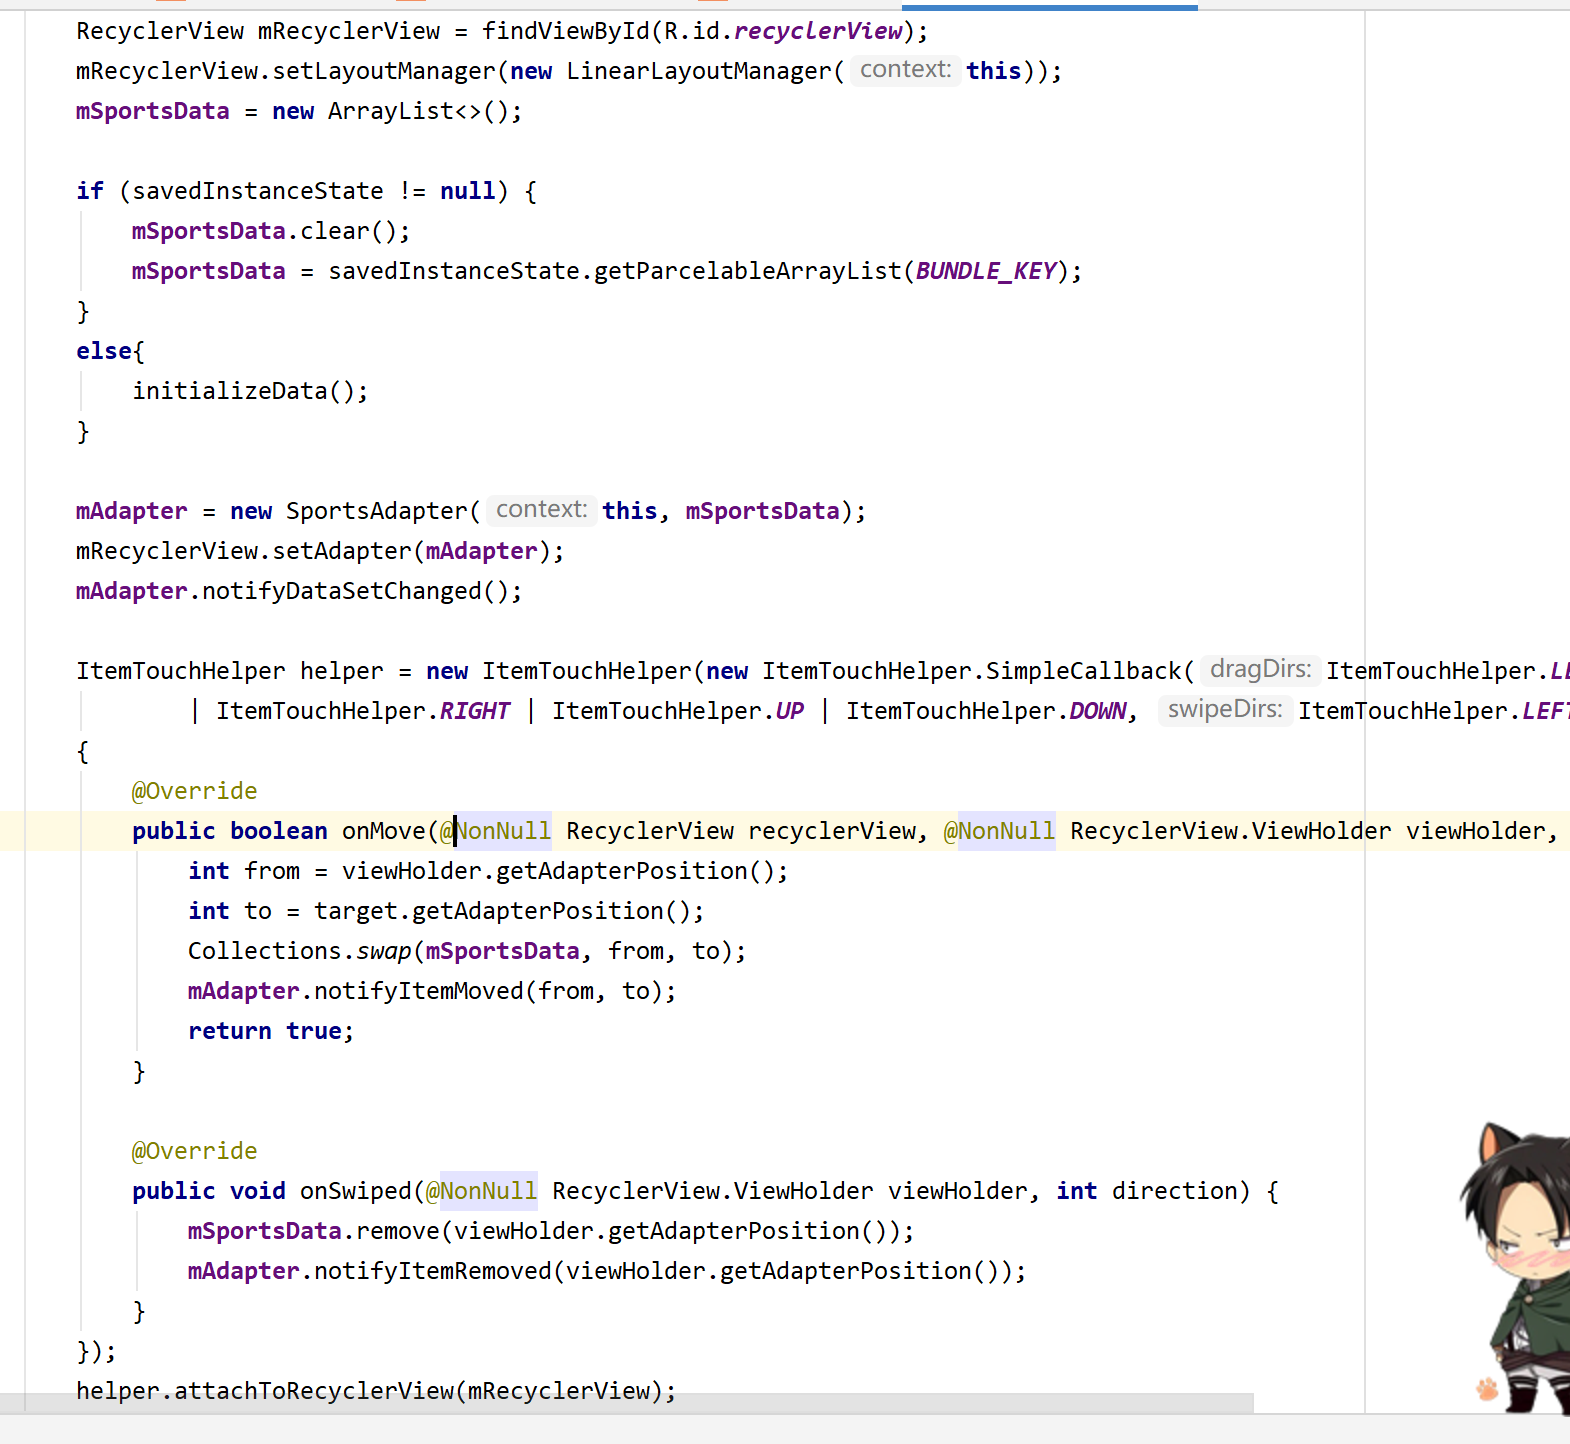 RecyclerView mRecyclerView = findViewById(R.id.recyclerView);
mRecyclerView.setLayoutManager(new LinearLayoutManager( context: this));
mSportsData = new ArrayList<>();
if (savedInstanceState != null) {
mSportsData.clear();
mSportsData = savedInstanceState.getParcelableArrayList(BUNDLE_KEY);
}
else{
initializeData();
}
mAdapter = new SportsAdapter( context: this, mSportsData);
mRecyclerView.setAdapter(mAdapter);
mAdapter.notifyDataSetChanged();
ItemTouchHelper helper = new ItemTouchHelper(new ItemTouchHelper.SimpleCallback( dragDirs: ItemTouchHelper.LE
| ItemTouchHelper.RIGHT | ItemTouchHelper.UP | ItemTouchHelper.DOWN, swipeDirs: ItemTouchHelper.LEFT
{
@Override
public boolean onMove(@NonNull RecyclerView recyclerView, @NonNull RecyclerView.ViewHolder viewHolder,
int from = viewHolder.getAdapterPosition();
int to = target.getAdapterPosition();
Collections.swap(mSportsData, from, to);
mAdapter.notifyItemMoved(from, to);
return true;
}
@Override
public void onSwiped(@NonNull RecyclerView.ViewHolder viewHolder, int direction) {
mSportsData.remove(viewHolder.getAdapterPosition());
mAdapter.notifyItemRemoved(viewHolder.getAdapterPosition());
}
});
helper.attachToRecyclerView(mRecyclerView);